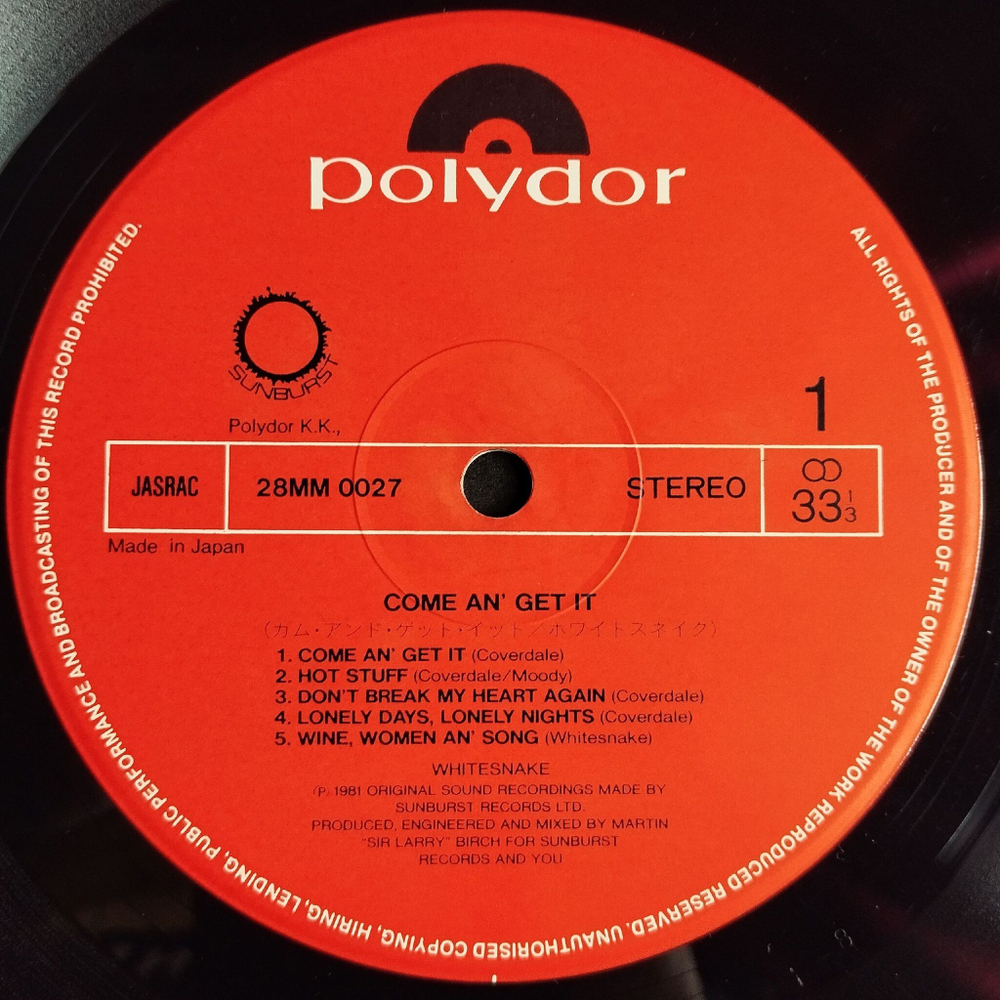 polydor
SUNBURST
Polydor K.K.,
1
JASRAC
28MM 0027
STEREO
33 1/3
Made in Japan
COME AN' GET IT
(カム・アンド・ゲット・イット/ホワイトスネイク)
1. COME AN' GET IT (Coverdale)
2. HOT STUFF (Coverdale/Moody)
3. DON'T BREAK MY HEART AGAIN (Coverdale)
4. LONELY DAYS, LONELY NIGHTS (Coverdale)
5. WINE, WOMEN AN' SONG (Whitesnake)
WHITESNAKE
(P) 1981 ORIGINAL SOUND RECORDINGS MADE BY
SUNBURST RECORDS LTD.
PRODUCED, ENGINEERED AND MIXED BY MARTIN
"SIR LARRY" BIRCH FOR SUNBURST
RECORDS AND YOU
ALL RIGHTS OF THE PRODUCER AND OF THE OWNER OF THE WORK REPRODUCED RESERVED. UNAUTHORISED COPYING, HIRING, LENDING, PUBLIC PERFORMANCE AND BROADCASTING OF THIS RECORD PROHIBITED.